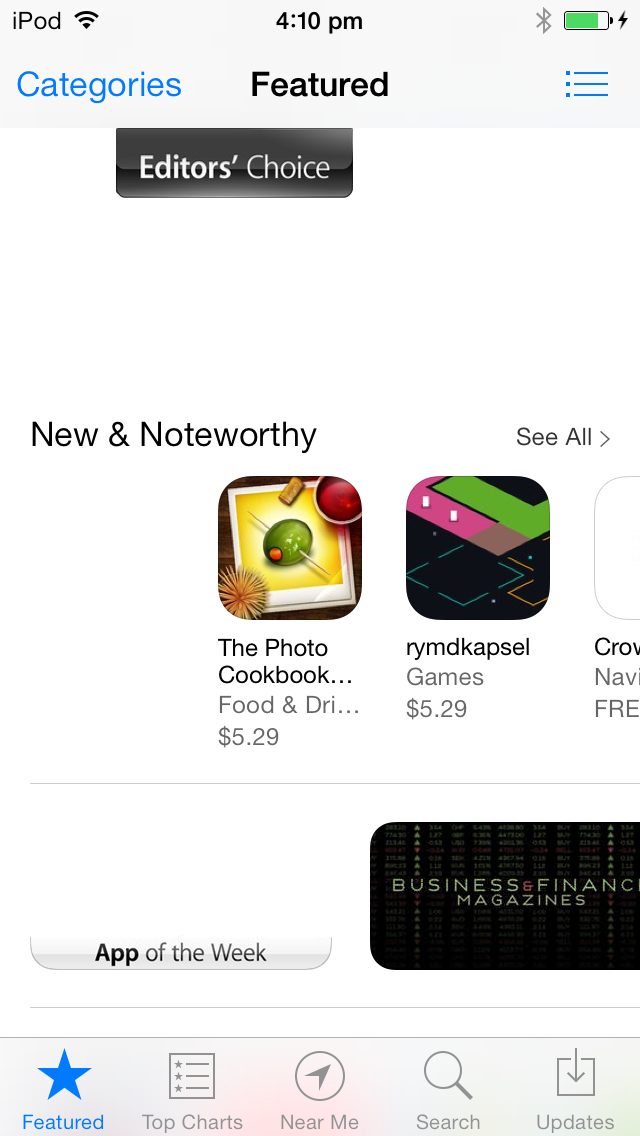 iPod 4:10 pm
Categories Featured
Editors' Choice
New & Noteworthy See All
The Photo
Cookbook…
Food & Dri…
$5.29
rymdkapsel
Games
$5.29
Crow
Navi
FRE
BUSINESS&FINANC
MAGAZINES
App of the Week
Featured Top Charts Near Me Search Updates